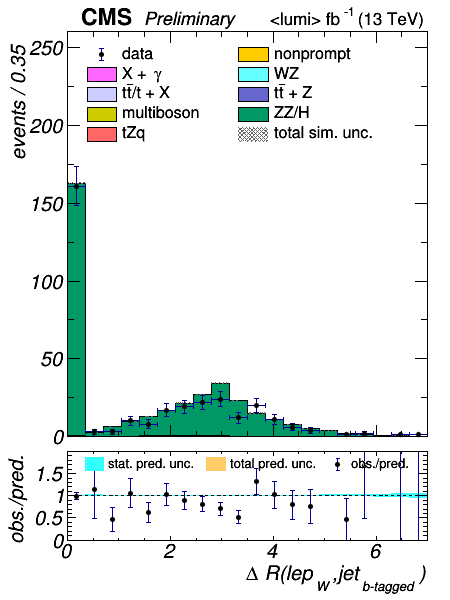 CMS Preliminary <lumi> fb⁻¹ (13 TeV)
events / 0.35
250
200
150
100
50
0
data
nonprompt
X + γ
WZ
tt̄/t + X
tt̄ + Z
multiboson
ZZ/H
tZq
total sim. unc.
obs./pred.
1.5
1
0.5
0
stat. pred. unc.
total pred. unc.
obs./pred.
0 2 4 6
Δ R(lep_W, jet_b-tagged)